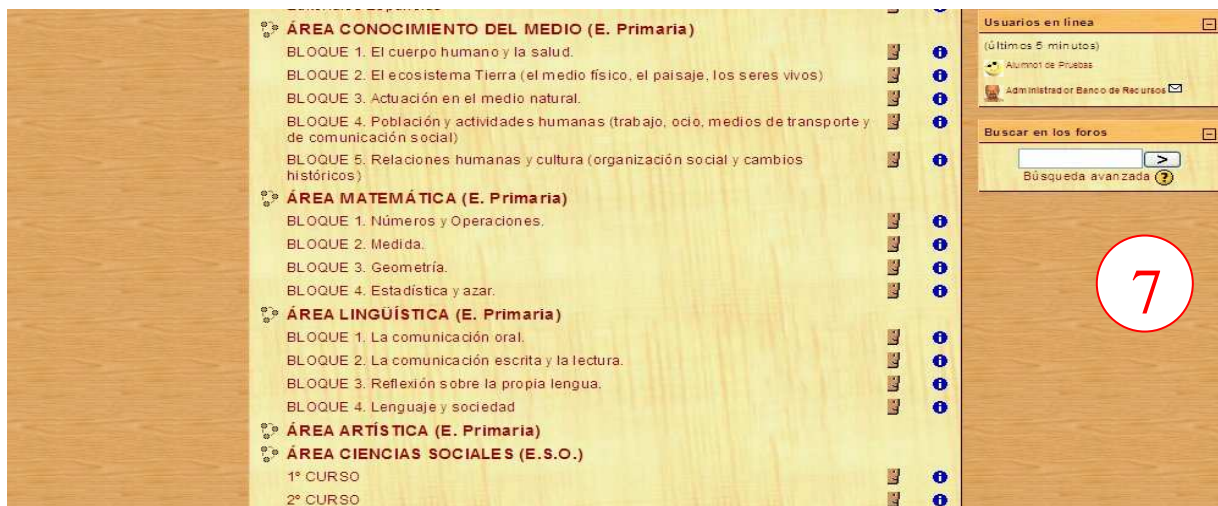 ÁREA CONOCIMIENTO DEL MEDIO (E. Primaria)
BLOQUE 1. El cuerpo humano y la salud.
BLOQUE 2. El ecosistema Tierra (el medio físico, el paisaje, los seres vivos)
BLOQUE 3. Actuación en el medio natural.
BLOQUE 4. Población y actividades humanas (trabajo, ocio, medios de transporte y
de comunicación social)
BLOQUE 5. Relaciones humanas y cultura (organización social y cambios
históricos)
ÁREA MATEMÁTICA (E. Primaria)
BLOQUE 1. Números y Operaciones.
BLOQUE 2. Medida.
BLOQUE 3. Geometría.
BLOQUE 4. Estadística y azar.
ÁREA LINGÜÍSTICA (E. Primaria)
BLOQUE 1. La comunicación oral.
BLOQUE 2. La comunicación escrita y la lectura.
BLOQUE 3. Reflexión sobre la propia lengua.
BLOQUE 4. Lenguaje y sociedad
ÁREA ARTÍSTICA (E. Primaria)
ÁREA CIENCIAS SOCIALES (E.S.O.)
1º CURSO
2º CURSO
Usuarios en línea
(últimos 5 minutos)
Alumno1 de Pruebas
Administrador Banco de Recursos
Buscar en los foros
>
Búsqueda avanzada ?
7